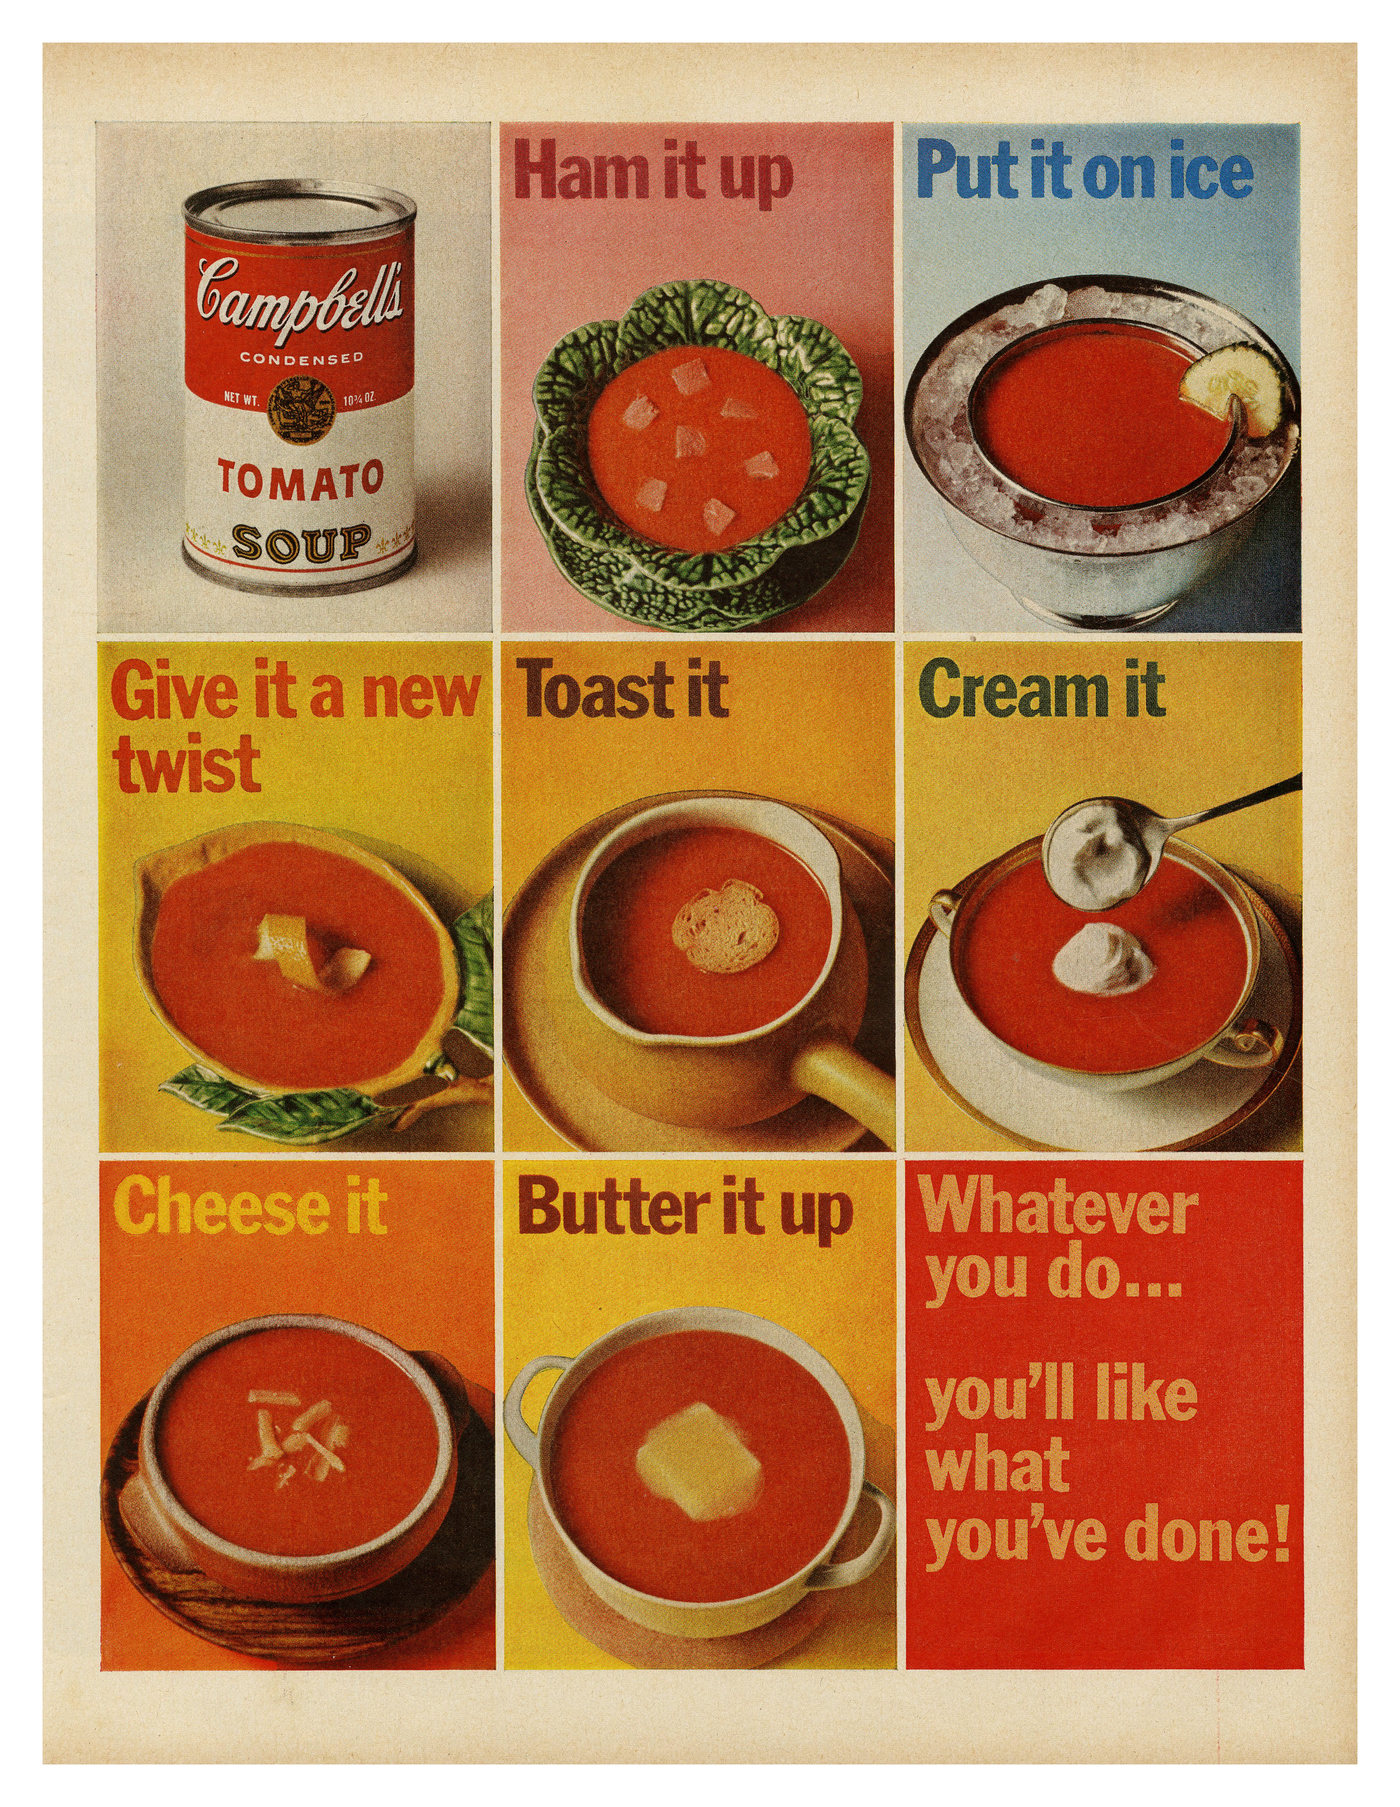 Campbell's
CONDENSED
NET WT. 10¾ OZ.
TOMATO
SOUP
Ham it up
Put it on ice
Give it a new
twist
Toast it
Cream it
Cheese it
Butter it up
Whatever
you do...
you'll like
what
you've done!